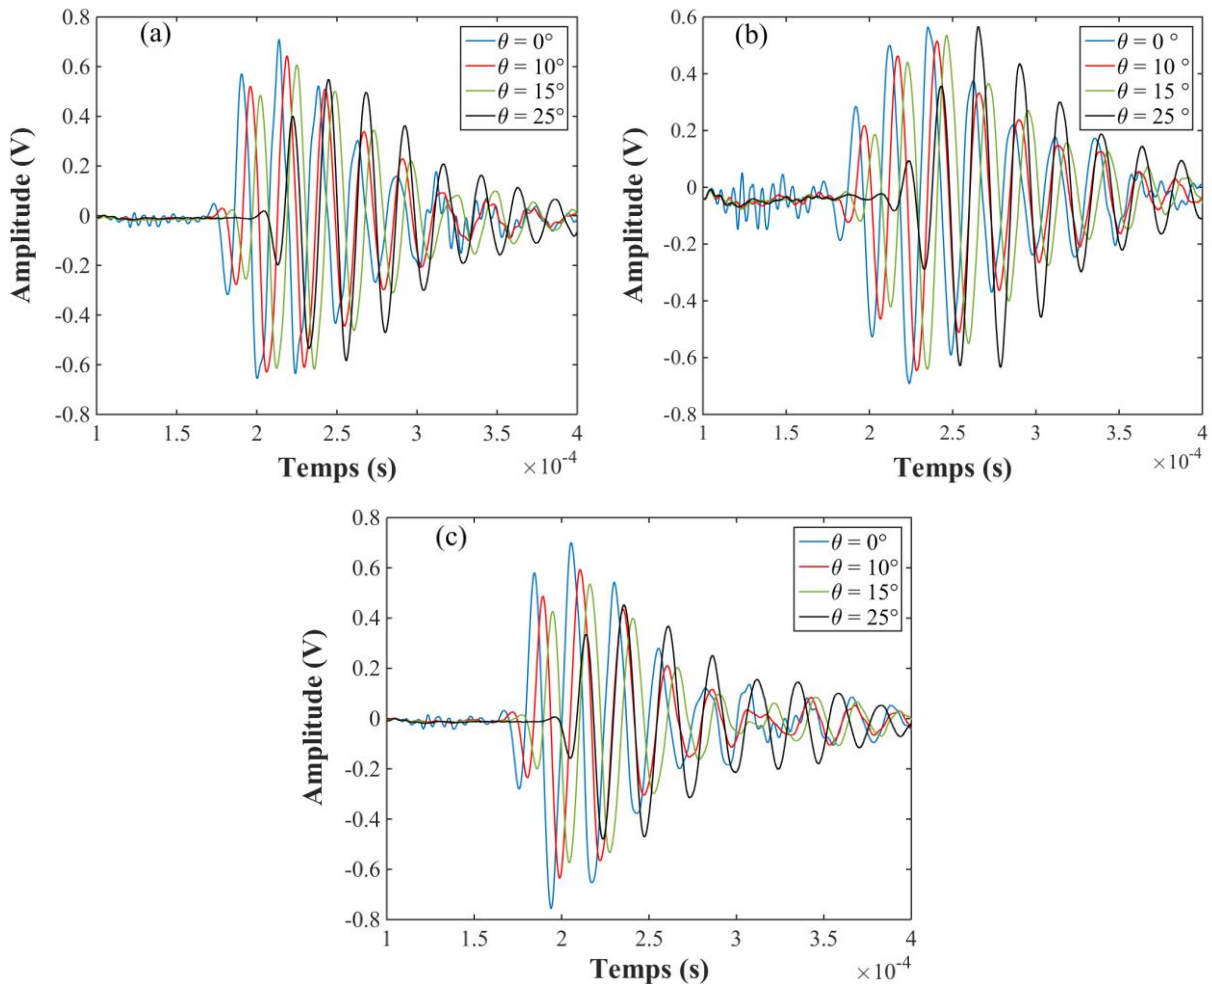 (a)
θ = 0°
θ = 10°
θ = 15°
θ = 25°
0.8
0.6
0.4
0.2
0
-0.2
-0.4
-0.6
-0.8
Amplitude (V)
1 1.5 2 2.5 3 3.5 4
Temps (s)
×10⁻⁴
(b)
θ = 0 °
θ = 10 °
θ = 15 °
θ = 25 °
0.6
0.4
0.2
0
-0.2
-0.4
-0.6
-0.8
Amplitude (V)
1 1.5 2 2.5 3 3.5 4
Temps (s)
×10⁻⁴
(c)
θ = 0°
θ = 10°
θ = 15°
θ = 25°
0.8
0.6
0.4
0.2
0
-0.2
-0.4
-0.6
-0.8
Amplitude (V)
1 1.5 2 2.5 3 3.5 4
Temps (s)
×10⁻⁴